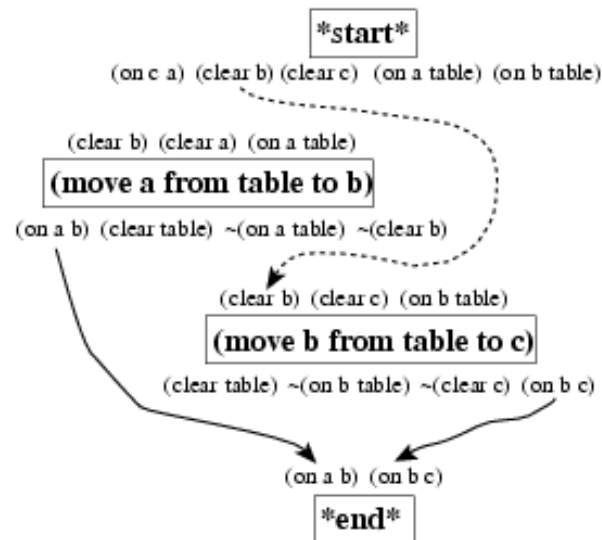 *start*
(on c a) (clear b) (clear c) (on a table) (on b table)
(clear b) (clear a) (on a table)
(move a from table to b)
(on a b) (clear table) ~(on a table) ~(clear b)
(clear b) (clear c) (on b table)
(move b from table to c)
(clear table) ~(on b table) ~(clear c) (on b c)
(on a b) (on b c)
*end*